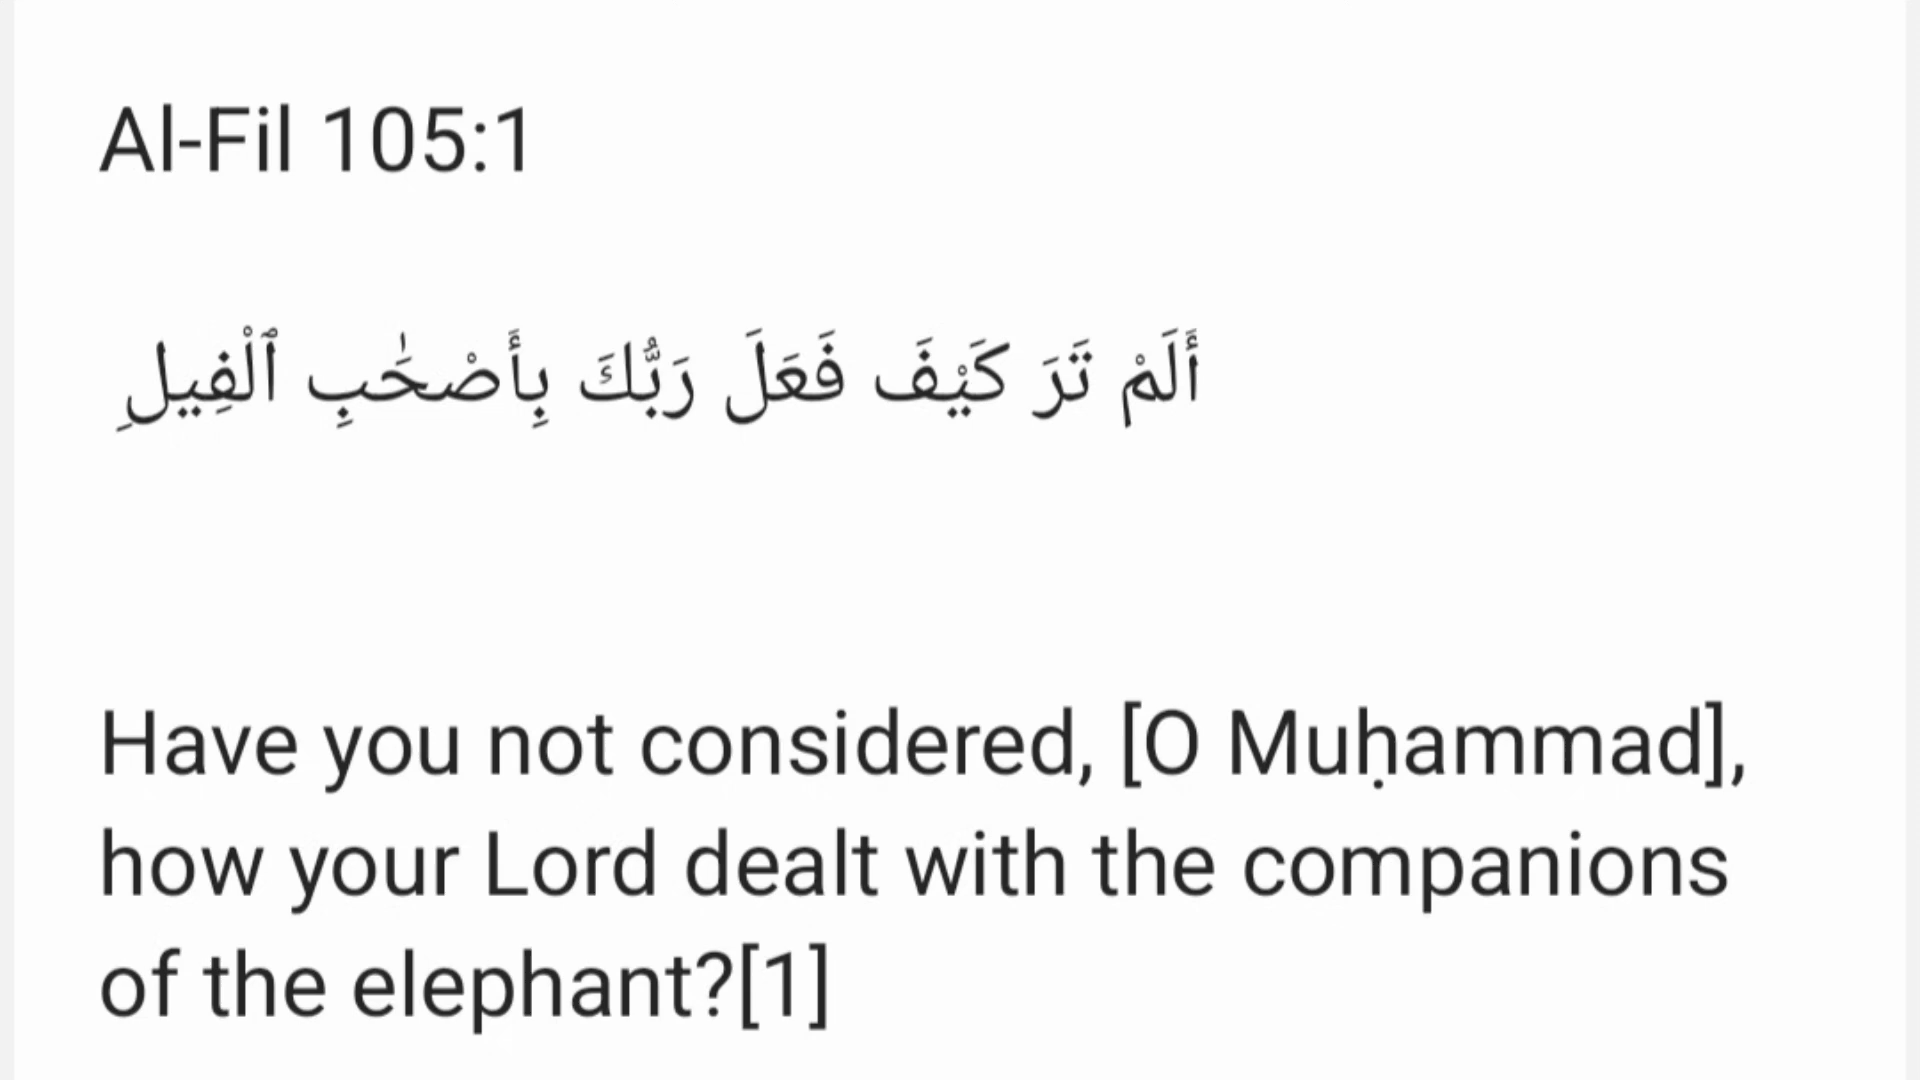 Al-Fil 105:1
أَلَمْ تَرَ كَيْفَ فَعَلَ رَبُّكَ بِأَصْحَٰبِ ٱلْفِيلِ
Have you not considered, [O Muḥammad],
how your Lord dealt with the companions
of the elephant?[1]